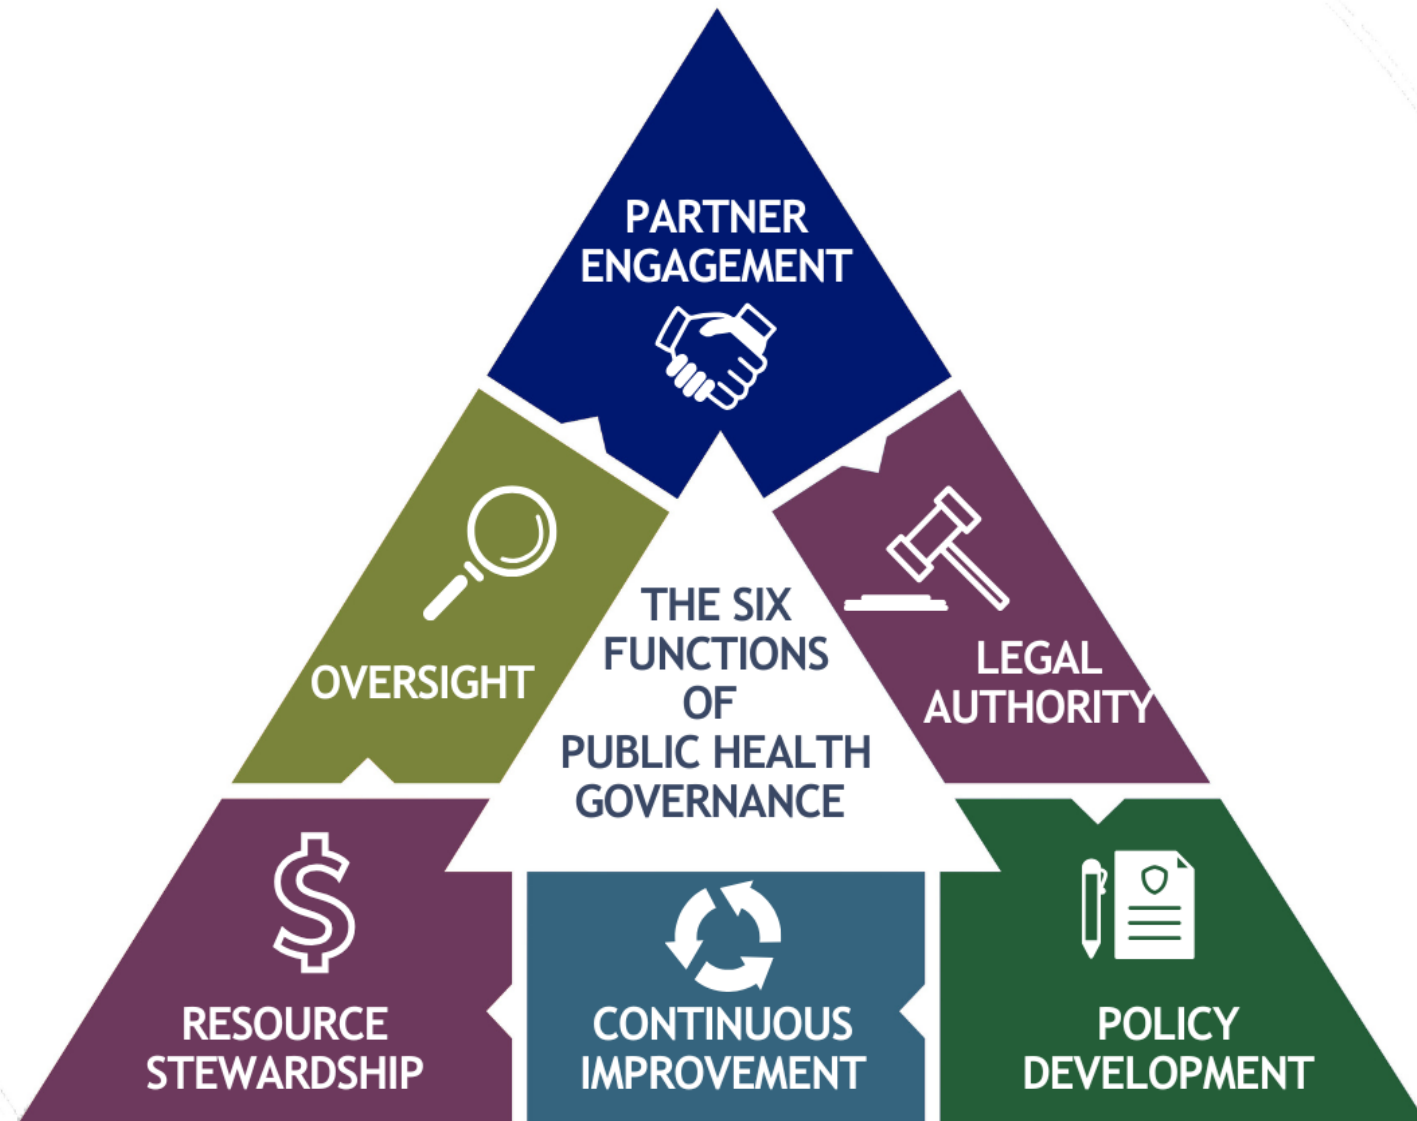 PARTNER
ENGAGEMENT
OVERSIGHT
THE SIX
FUNCTIONS
OF
PUBLIC HEALTH
GOVERNANCE
LEGAL
AUTHORITY
RESOURCE
STEWARDSHIP
CONTINUOUS
IMPROVEMENT
POLICY
DEVELOPMENT